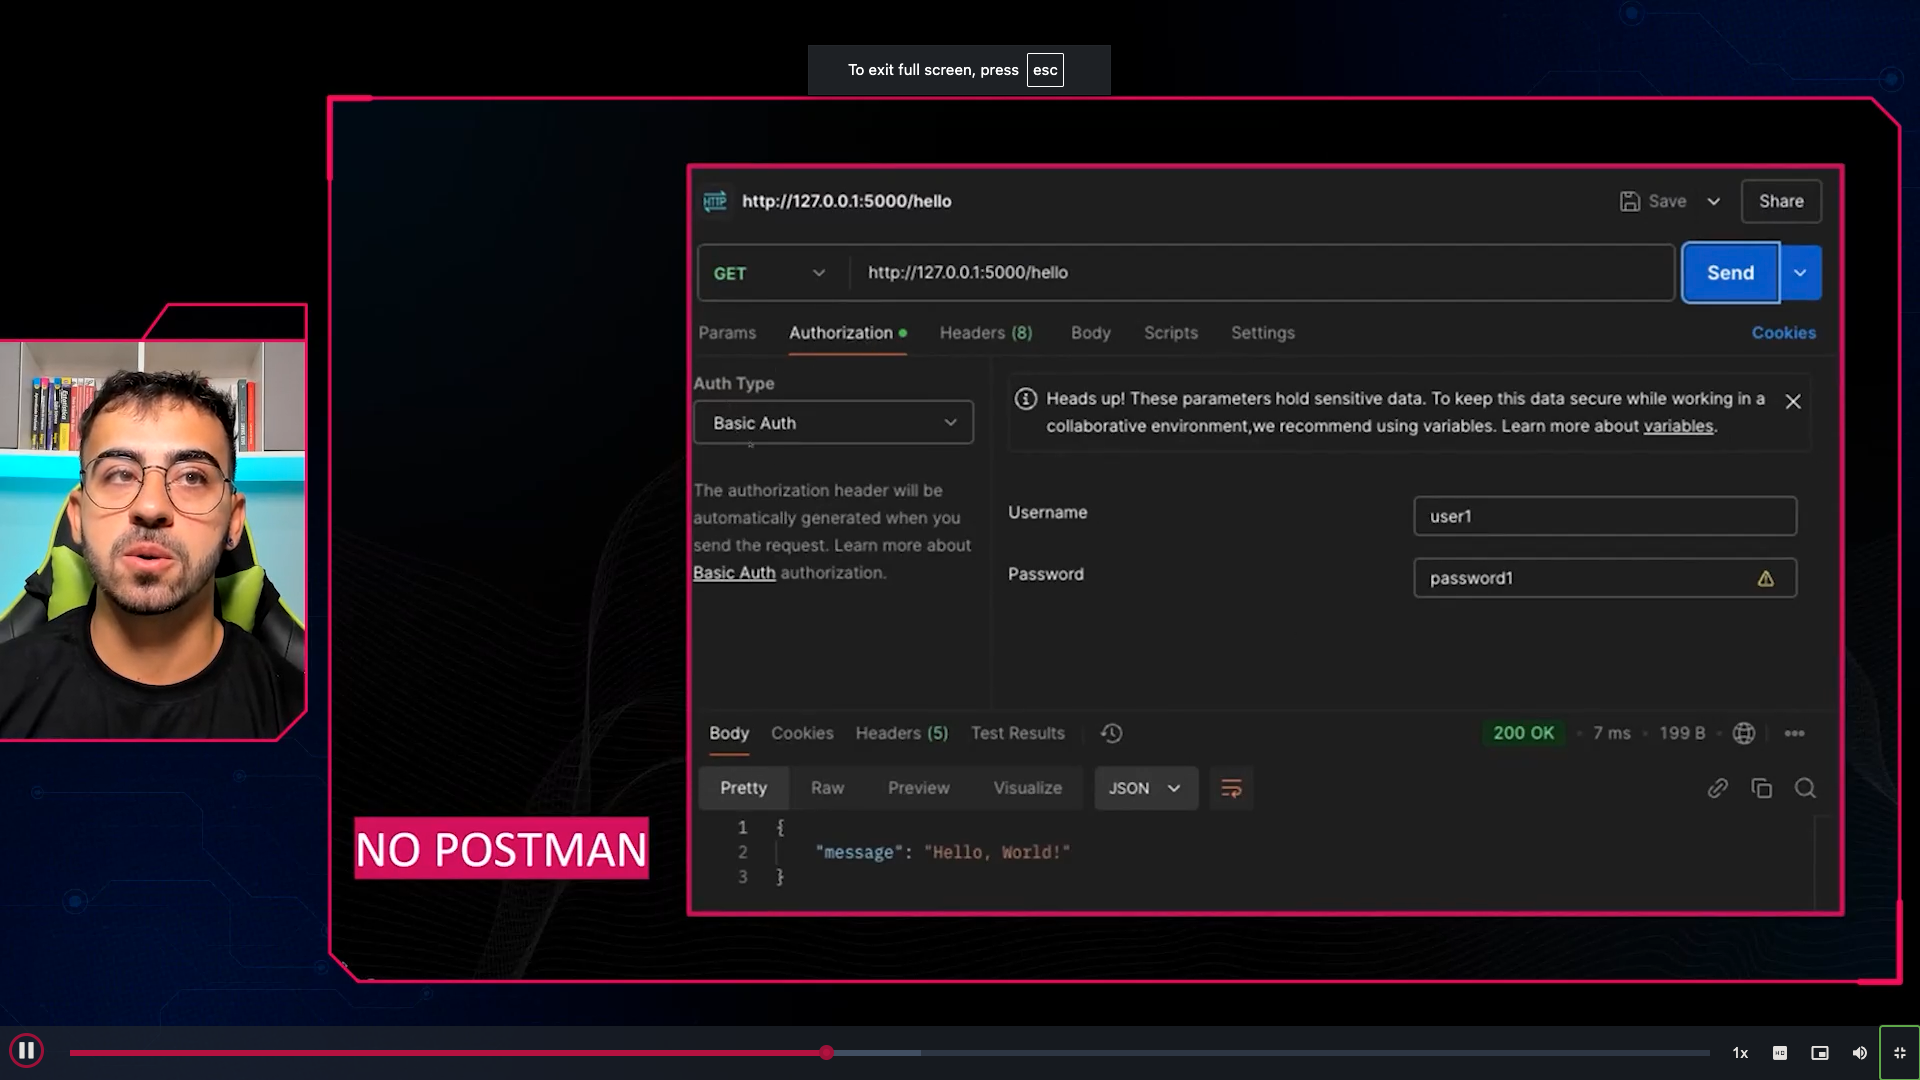 To exit full screen, press esc
HTTP http://127.0.0.1:5000/hello Save Share
GET http://127.0.0.1:5000/hello Send
Params Authorization Headers (8) Body Scripts Settings Cookies
Auth Type
Basic Auth
The authorization header will be
automatically generated when you
send the request. Learn more about
Basic Auth authorization.
Heads up! These parameters hold sensitive data. To keep this data secure while working in a
collaborative environment,we recommend using variables. Learn more about variables.
Username user1
Password password1
Body Cookies Headers (5) Test Results 200 OK 7 ms 199 B
Pretty Raw Preview Visualize JSON
1 {
2 "message": "Hello, World!"
3 }
NO POSTMAN
1x